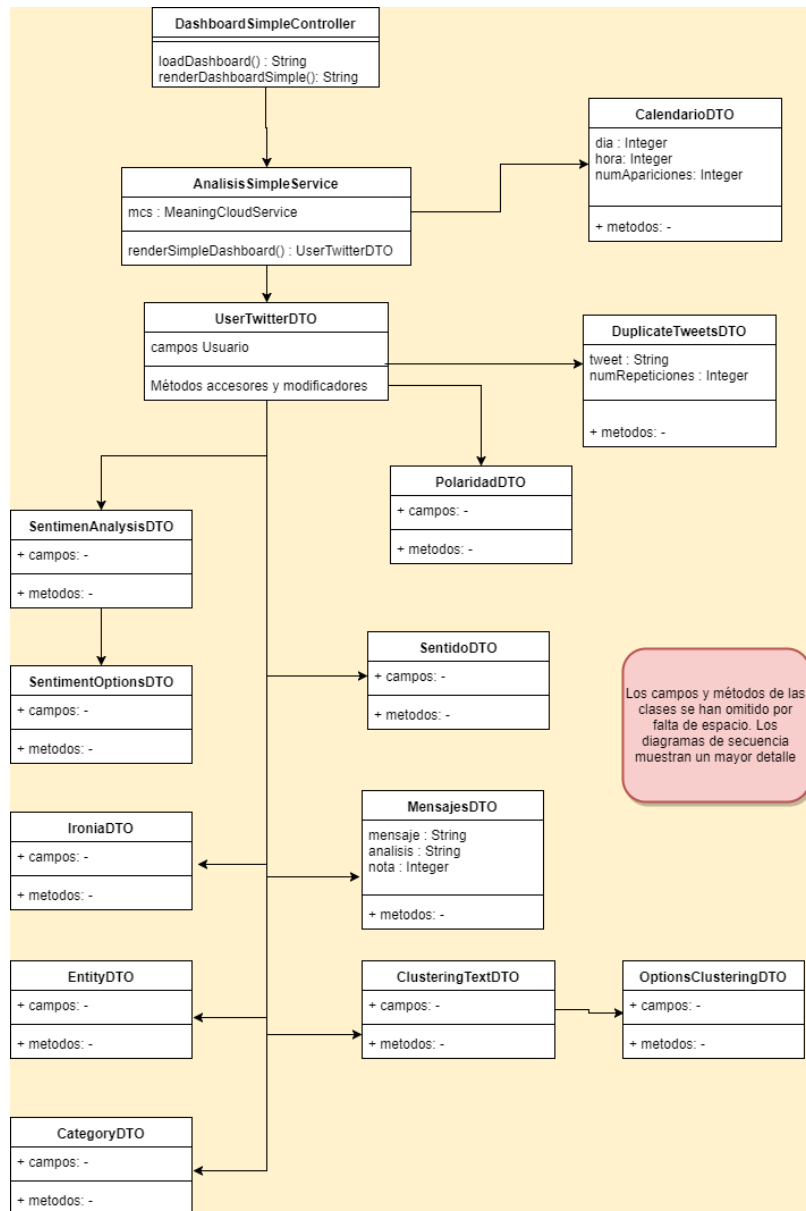 DashboardSimpleController
loadDashboard() : String
renderDashboardSimple(): String
CalendarioDTO
dia : Integer
hora: Integer
numApariciones: Integer
+ metodos: -
AnalisisSimpleService
mcs : MeaningCloudService
renderSimpleDashboard() : UserTwitterDTO
UserTwitterDTO
campos Usuario
Métodos accesores y modificadores
DuplicateTweetsDTO
tweet : String
numRepeticiones : Integer
+ metodos: -
PolaridadDTO
+ campos: -
+ metodos: -
SentimenAnalysisDTO
+ campos: -
+ metodos: -
SentidoDTO
+ campos: -
+ metodos: -
SentimentOptionsDTO
+ campos: -
+ metodos: -
Los campos y métodos de las
clases se han omitido por
falta de espacio. Los
diagramas de secuencia
muestran un mayor detalle
MensajesDTO
mensaje : String
analisis : String
nota : Integer
+ metodos: -
IroniaDTO
+ campos: -
+ metodos: -
EntityDTO
+ campos: -
+ metodos: -
ClusteringTextDTO
+ campos: -
+ metodos: -
OptionsClusteringDTO
+ campos: -
+ metodos: -
CategoryDTO
+ campos: -
+ metodos: -